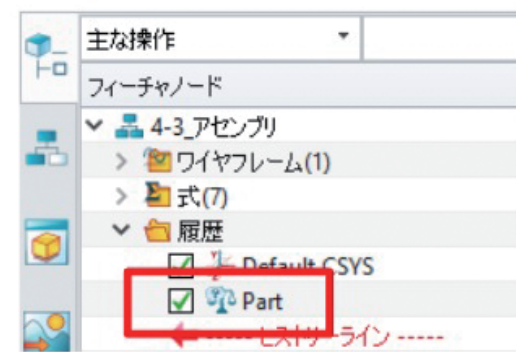 主な操作
フィーチャノード
4-3_アセンブリ
ワイヤフレーム(1)
式(7)
履歴
Default CSYS
Part
----- ヒストリーライン -----